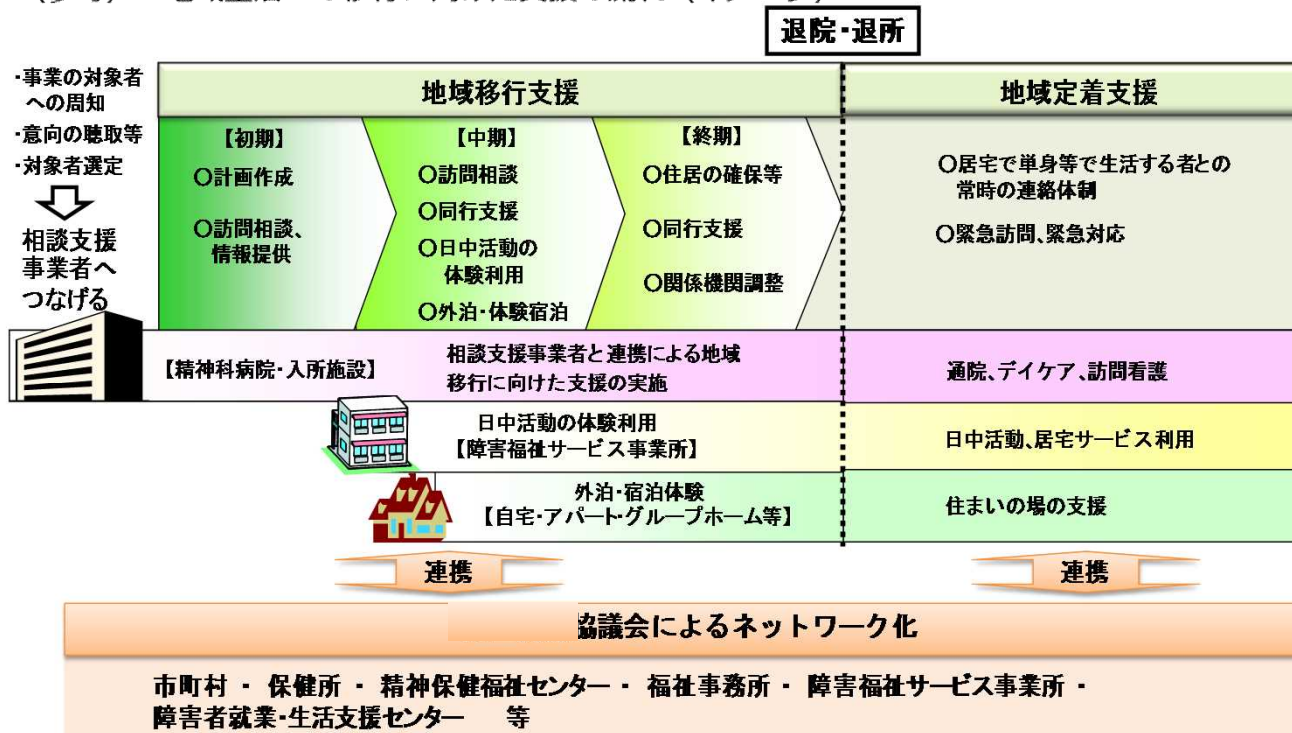 退院・退所
・事業の対象者
への周知
・意向の聴取等
・対象者選定
相談支援
事業者へ
つなげる
地域移行支援
地域定着支援
【初期】
〇計画作成
〇訪問相談、
情報提供
【中期】
〇訪問相談
〇同行支援
〇日中活動の
体験利用
〇外泊・体験宿泊
【終期】
〇住居の確保等
〇同行支援
〇関係機関調整
〇居宅で単身等で生活する者との
常時の連絡体制
〇緊急訪問、緊急対応
【精神科病院・入所施設】
相談支援事業者と連携による地域
移行に向けた支援の実施
通院、デイケア、訪問看護
日中活動の体験利用
【障害福祉サービス事業所】
日中活動、居宅サービス利用
外泊・宿泊体験
【自宅・アパート・グループホーム等】
住まいの場の支援
連携
連携
協議会によるネットワーク化
市町村 ・ 保健所 ・ 精神保健福祉センター ・ 福祉事務所 ・ 障害福祉サービス事業所 ・
障害者就業・生活支援センター 等